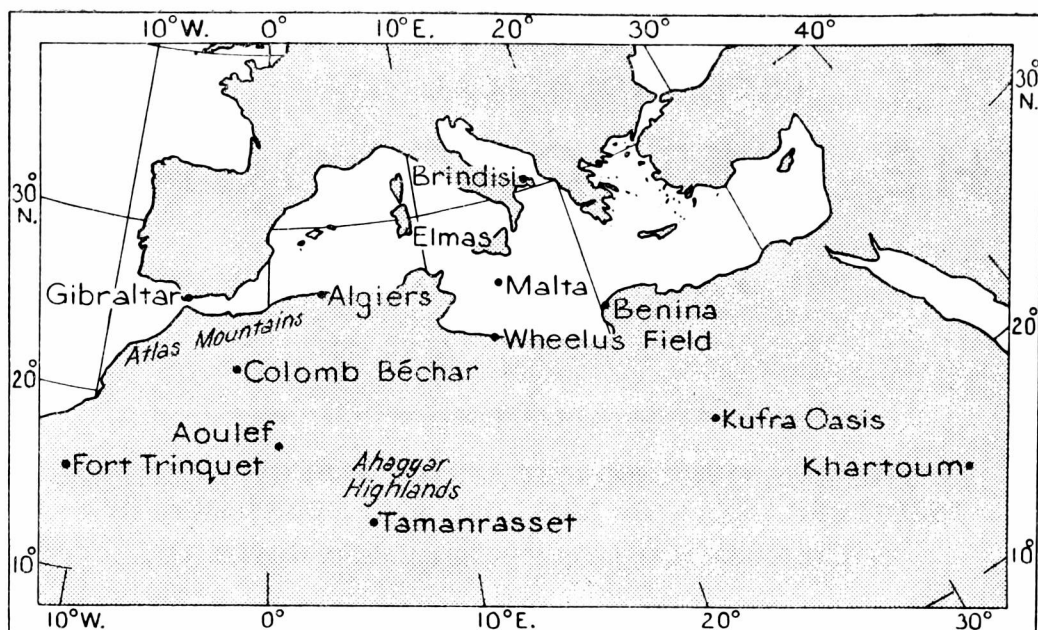 10°W. 0° 10°E. 20° 30° 40°
30°
N.
30°
N.
Brindisi
Elmas
Gibraltar
Algiers
Malta
Benina
20°
Atlas Mountains
Wheelus Field
20°
Colomb Béchar
Kufra Oasis
Aoulef
Fort Trinquet
Ahaggar
Highlands
Khartoum
Tamanrasset
10°
10°
10°W. 0° 10°E. 20° 30°